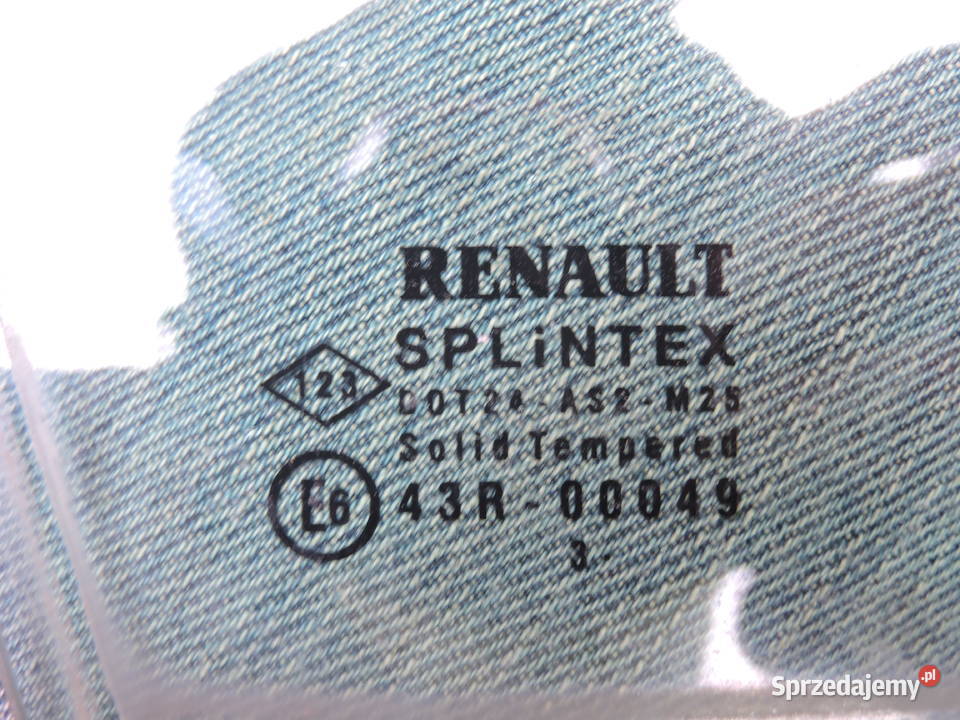 RENAULT
SPLiNTEX
123
DOT24-AS2-M25
Solid Tempered
E6
43R-00049
3-
Sprzedajemy.pl